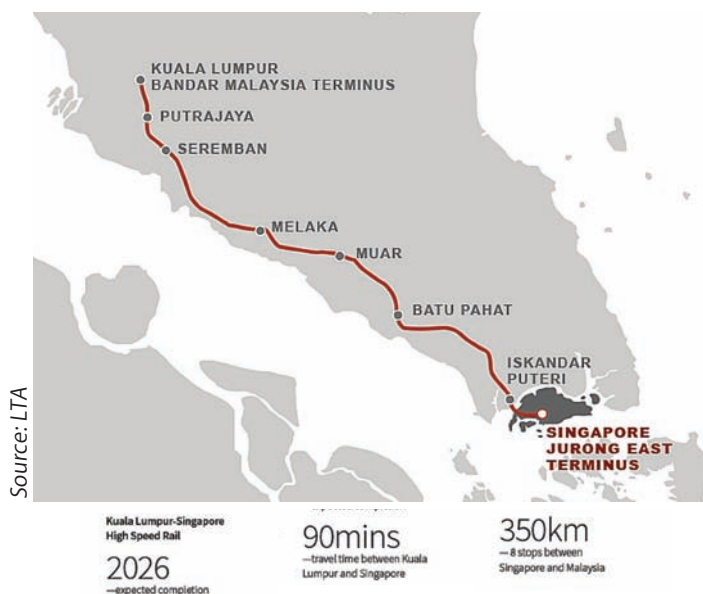 KUALA LUMPUR
BANDAR MALAYSIA TERMINUS
PUTRAJAYA
SEREMBAN
MELAKA
MUAR
BATU PAHAT
ISKANDAR
PUTERI
SINGAPORE
JURONG EAST
TERMINUS
Source: LTA
Kuala Lumpur-Singapore
High Speed Rail
2026
—expected completion
90mins
—travel time between Kuala
Lumpur and Singapore
350km
— 8 stops between
Singapore and Malaysia